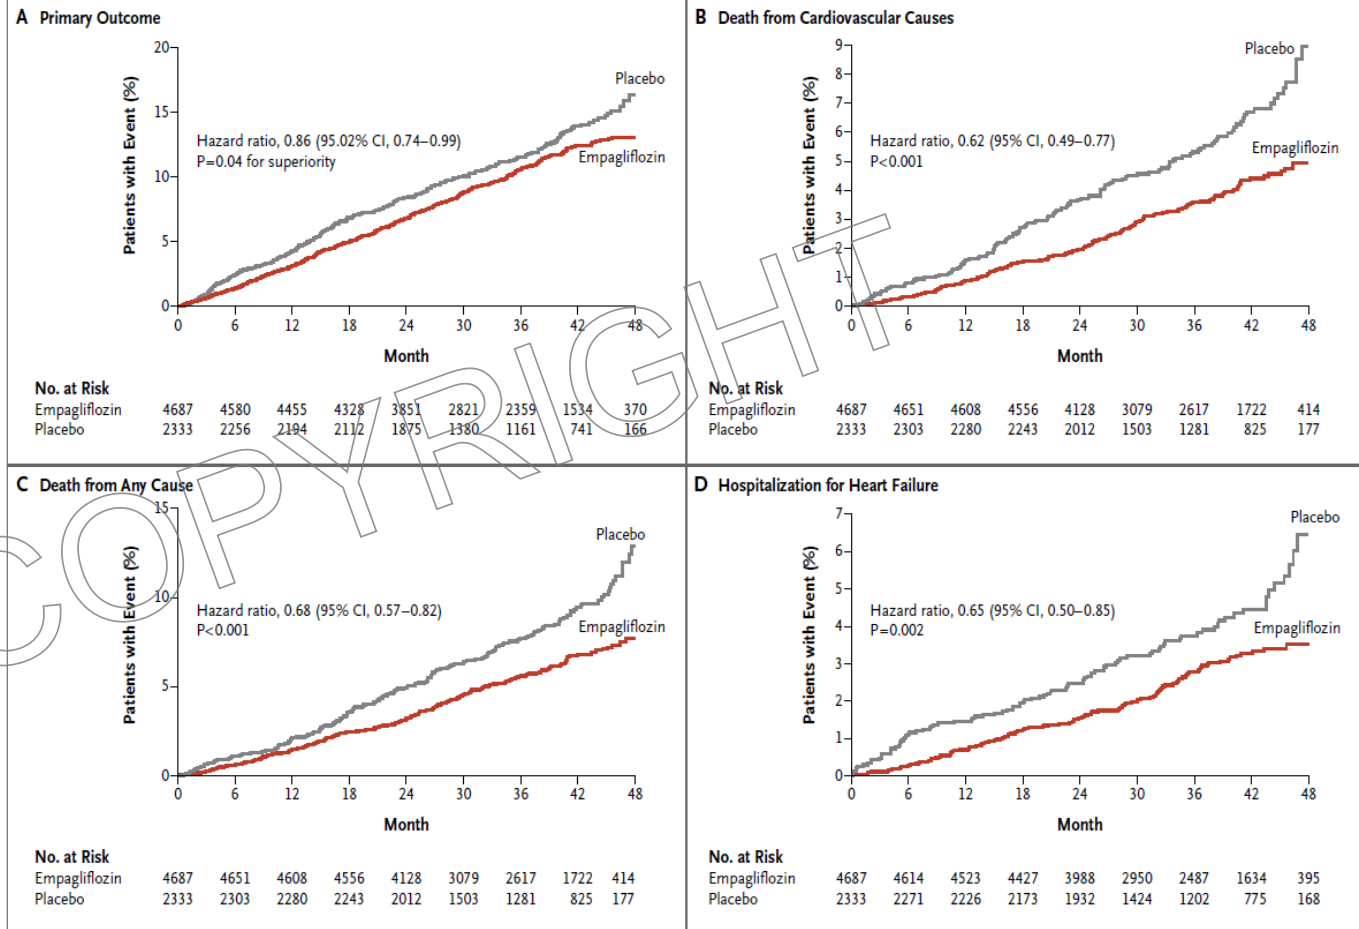 A Primary Outcome
20
15
10
5
0
Patients with Event (%)
Placebo
Hazard ratio, 0.86 (95.02% CI, 0.74–0.99)
P=0.04 for superiority
Empagliflozin
0 6 12 18 24 30 36 42 48
Month
No. at Risk
Empagliflozin 4687 4580 4455 4328 3851 2821 2359 1534 370
Placebo 2333 2256 2194 2112 1875 1380 1161 741 166
B Death from Cardiovascular Causes
9
8
7
6
5
4
3
2
1
0
Patients with Event (%)
Placebo
Hazard ratio, 0.62 (95% CI, 0.49–0.77)
P<0.001
Empagliflozin
0 6 12 18 24 30 36 42 48
Month
No. at Risk
Empagliflozin 4687 4651 4608 4556 4128 3079 2617 1722 414
Placebo 2333 2303 2280 2243 2012 1503 1281 825 177
C Death from Any Cause
15
10
5
0
Patients with Event (%)
Placebo
Hazard ratio, 0.68 (95% CI, 0.57–0.82)
P<0.001
Empagliflozin
0 6 12 18 24 30 36 42 48
Month
No. at Risk
Empagliflozin 4687 4651 4608 4556 4128 3079 2617 1722 414
Placebo 2333 2303 2280 2243 2012 1503 1281 825 177
D Hospitalization for Heart Failure
7
6
5
4
3
2
1
0
Patients with Event (%)
Placebo
Hazard ratio, 0.65 (95% CI, 0.50–0.85)
P=0.002
Empagliflozin
0 6 12 18 24 30 36 42 48
Month
No. at Risk
Empagliflozin 4687 4614 4523 4427 3988 2950 2487 1634 395
Placebo 2333 2271 2226 2173 1932 1424 1202 775 168
COPYRIGHT